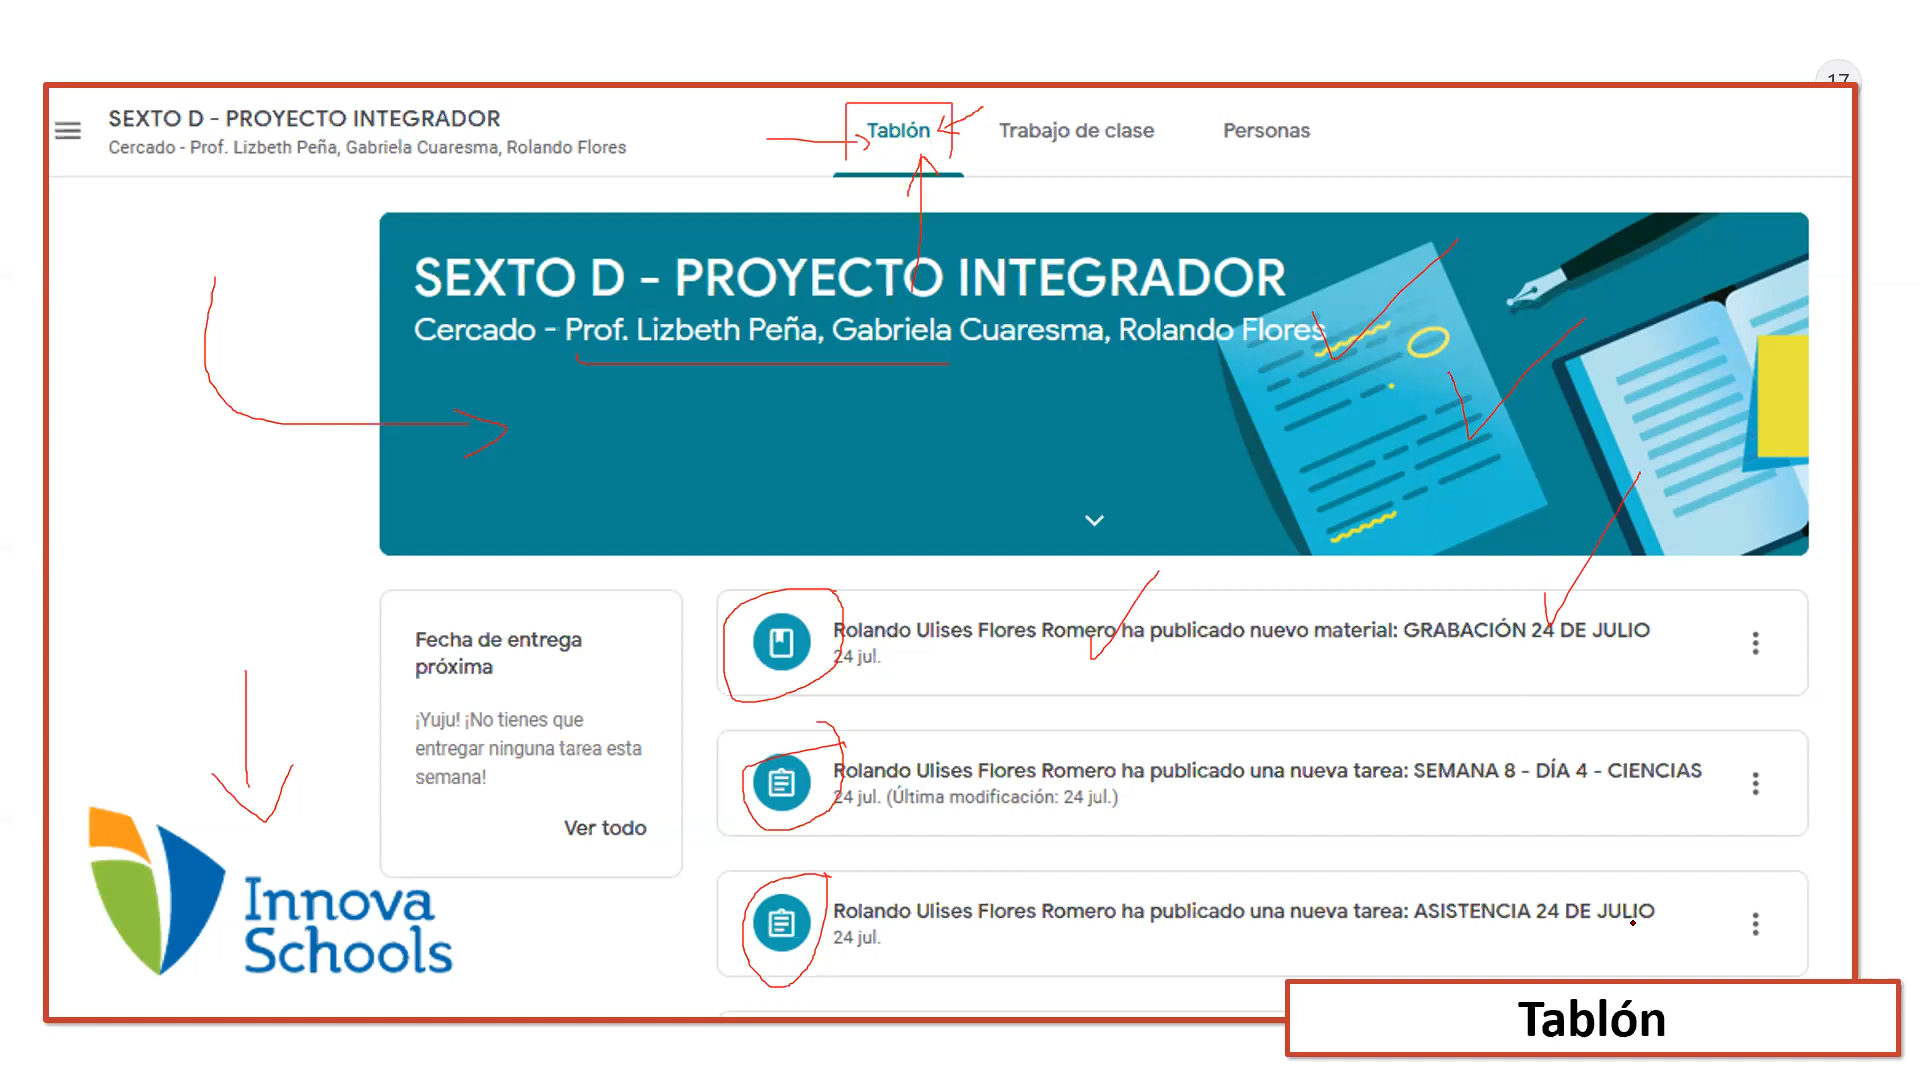 17
SEXTO D - PROYECTO INTEGRADOR
Cercado - Prof. Lizbeth Peña, Gabriela Cuaresma, Rolando Flores
Tablón
Trabajo de clase
Personas
SEXTO D - PROYECTO INTEGRADOR
Cercado - Prof. Lizbeth Peña, Gabriela Cuaresma, Rolando Flores
Fecha de entrega
próxima
¡Yuju! ¡No tienes que
entregar ninguna tarea esta
semana!
Ver todo
Rolando Ulises Flores Romero ha publicado nuevo material: GRABACIÓN 24 DE JULIO
24 jul.
Rolando Ulises Flores Romero ha publicado una nueva tarea: SEMANA 8 - DÍA 4 - CIENCIAS
24 jul. (Última modificación: 24 jul.)
Rolando Ulises Flores Romero ha publicado una nueva tarea: ASISTENCIA 24 DE JULIO
24 jul.
Innova
Schools
Tablón